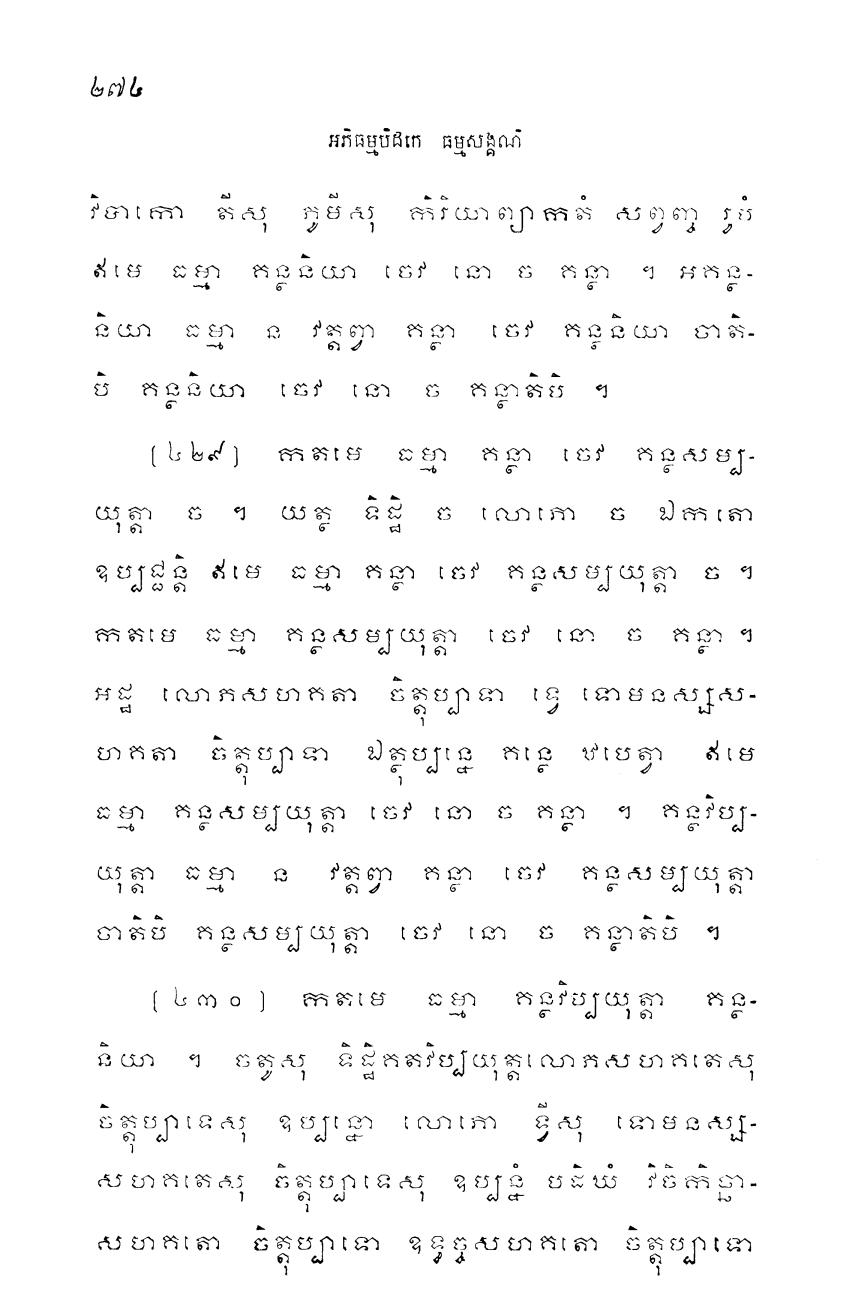 ២៧៤
អភិធម្មបិដកេ ធម្មសង្គណិ
វិបាកោ តីសុ ភូមីសុ កិរិយាព្យាកតំ សព្វញ្ច រូបំ
ឥមេ ធម្មា គន្ថនិយា ចេវ នោ ច គន្ថា ។ អគន្ថ-
និយា ធម្មា ន វត្តព្វា គន្ថា ចេវ គន្ថនិយា ចាតិ-
បិ គន្ថនិយា ចេវ នោ ច គន្ថាតិបិ ។
[៤២៩] កតមេ ធម្មា គន្ថា ចេវ គន្ថសម្ប-
យុត្តា ច ។ យត្ថ ទិដ្ឋិ ច លោភោ ច ឯកតោ
ឧប្បជ្ជន្តិ ឥមេ ធម្មា គន្ថា ចេវ គន្ថសម្បយុត្តា ច ។
កតមេ ធម្មា គន្ថសម្បយុត្តា ចេវ នោ ច គន្ថា ។
អដ្ឋ លោភសហគតា ចិត្តុប្បាទា ទ្វេ ទោមនស្សស-
ហគតា ចិត្តុប្បាទា ឯត្ថុប្បន្នេ គន្ថេ ឋបេត្វា ឥមេ
ធម្មា គន្ថសម្បយុត្តា ចេវ នោ ច គន្ថា ។ គន្ថវិប្ប-
យុត្តា ធម្មា ន វត្តព្វា គន្ថា ចេវ គន្ថសម្បយុត្តា
ចាតិបិ គន្ថសម្បយុត្តា ចេវ នោ ច គន្ថាតិបិ ។
[៤៣០] កតមេ ធម្មា គន្ថវិប្បយុត្តា គន្ថ-
និយា ។ ចតូសុ ទិដ្ឋិគតវិប្បយុត្តលោភសហគតេសុ
ចិត្តុប្បាទេសុ ឧប្បន្នោ លោភោ ទ្វីសុ ទោមនស្ស-
សហគតេសុ ចិត្តុប្បាទេសុ ឧប្បន្នំ បដិឃំ វិចិកិច្ឆា-
សហគតោ ចិត្តុប្បាទោ ឧទ្ធច្ចសហគតោ ចិត្តុប្បាទោ